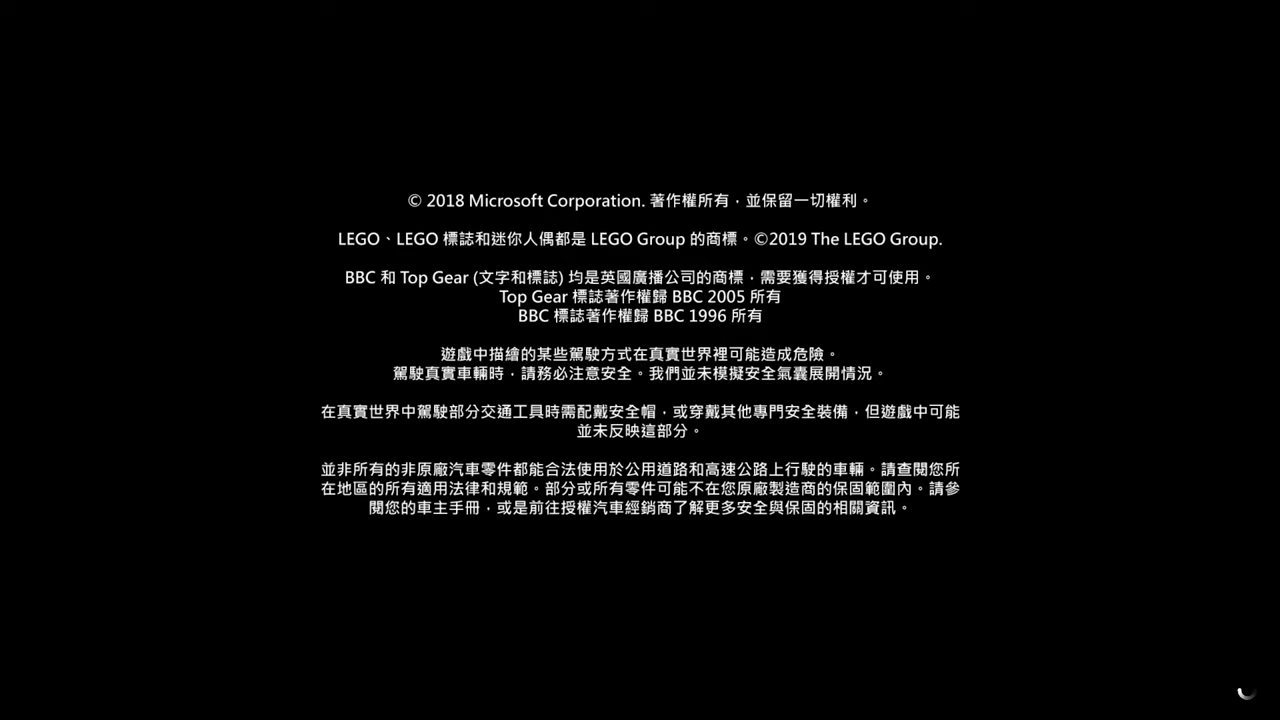 © 2018 Microsoft Corporation. 著作權所有，並保留一切權利。
LEGO、LEGO 標誌和迷你人偶都是 LEGO Group 的商標。©2019 The LEGO Group.
BBC 和 Top Gear (文字和標誌) 均是英國廣播公司的商標，需要獲得授權才可使用。
Top Gear 標誌著作權歸 BBC 2005 所有
BBC 標誌著作權歸 BBC 1996 所有
遊戲中描繪的某些駕駛方式在真實世界裡可能造成危險。
駕駛真實車輛時，請務必注意安全。我們並未模擬安全氣囊展開情況。
在真實世界中駕駛部分交通工具時需配戴安全帽，或穿戴其他專門安全裝備，但遊戲中可能
並未反映這部分。
並非所有的非原廠汽車零件都能合法使用於公用道路和高速公路上行駛的車輛。請查閱您所
在地區的所有適用法律和規範。部分或所有零件可能不在您原廠製造商的保固範圍內。請參
閱您的車主手冊，或是前往授權汽車經銷商了解更多安全與保固的相關資訊。